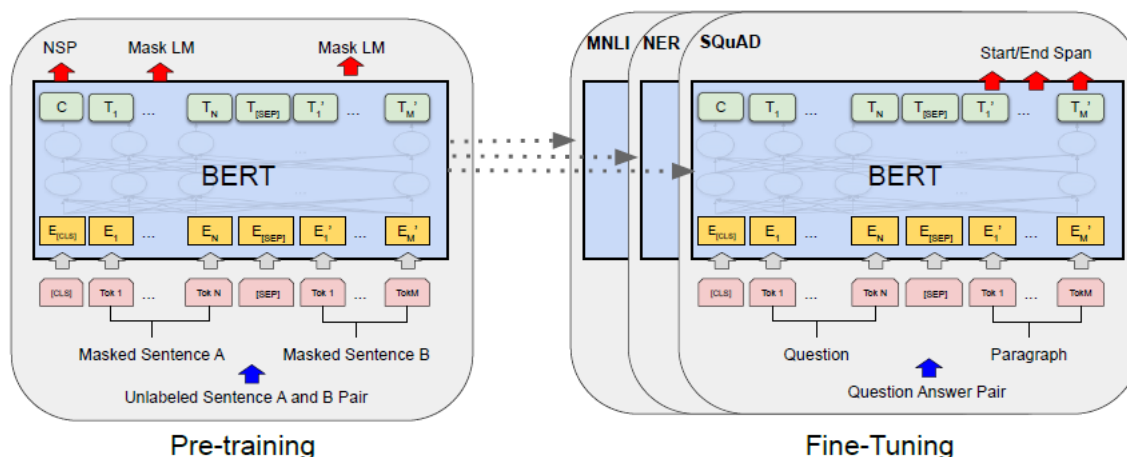 NSP Mask LM Mask LM
C T1 ... TN T[SEP] T1' ... TM'
BERT
E[CLS] E1 ... EN E[SEP] E1' ... EM'
[CLS] Tok 1 ... Tok N [SEP] Tok 1 ... TokM
Masked Sentence A Masked Sentence B
Unlabeled Sentence A and B Pair
Pre-training
MNLI NER SQuAD
Start/End Span
C T1 ... TN T[SEP] T1' ... TM'
BERT
E[CLS] E1 ... EN E[SEP] E1' ... EM'
[CLS] Tok 1 ... Tok N [SEP] Tok 1 ... TokM
Question Paragraph
Question Answer Pair
Fine-Tuning